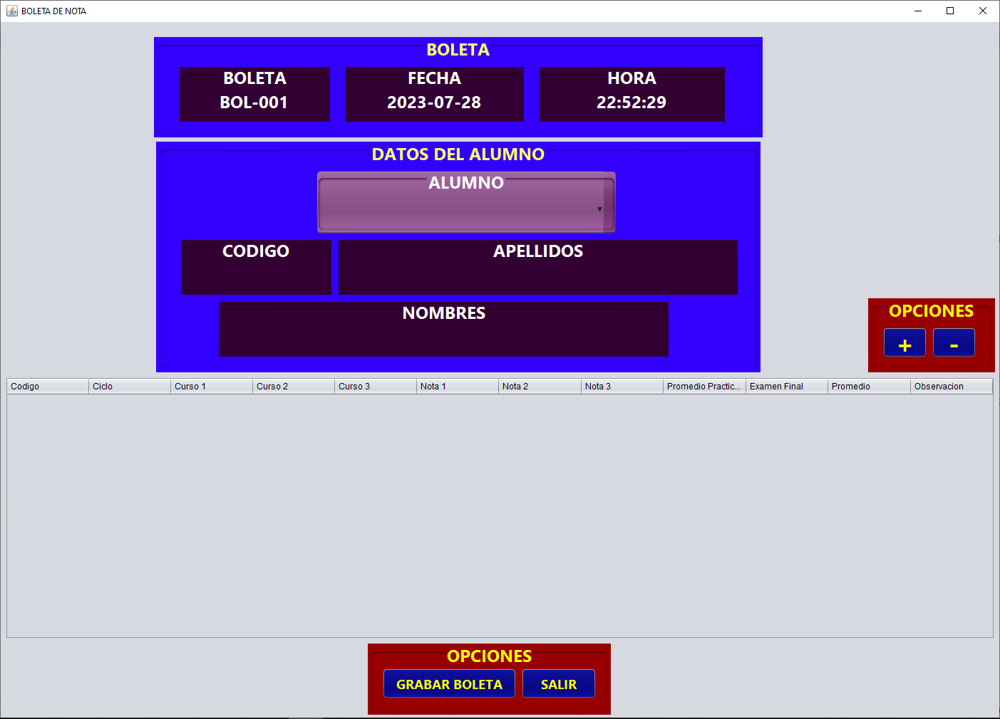 BOLETA DE NOTA
BOLETA
BOLETA FECHA HORA
BOL-001 2023-07-28 22:52:29
DATOS DEL ALUMNO
ALUMNO
CODIGO APELLIDOS
NOMBRES
OPCIONES
+ -
Codigo Ciclo Curso 1 Curso 2 Curso 3 Nota 1 Nota 2 Nota 3 Promedio Practic... Examen Final Promedio Observacion
OPCIONES
GRABAR BOLETA SALIR